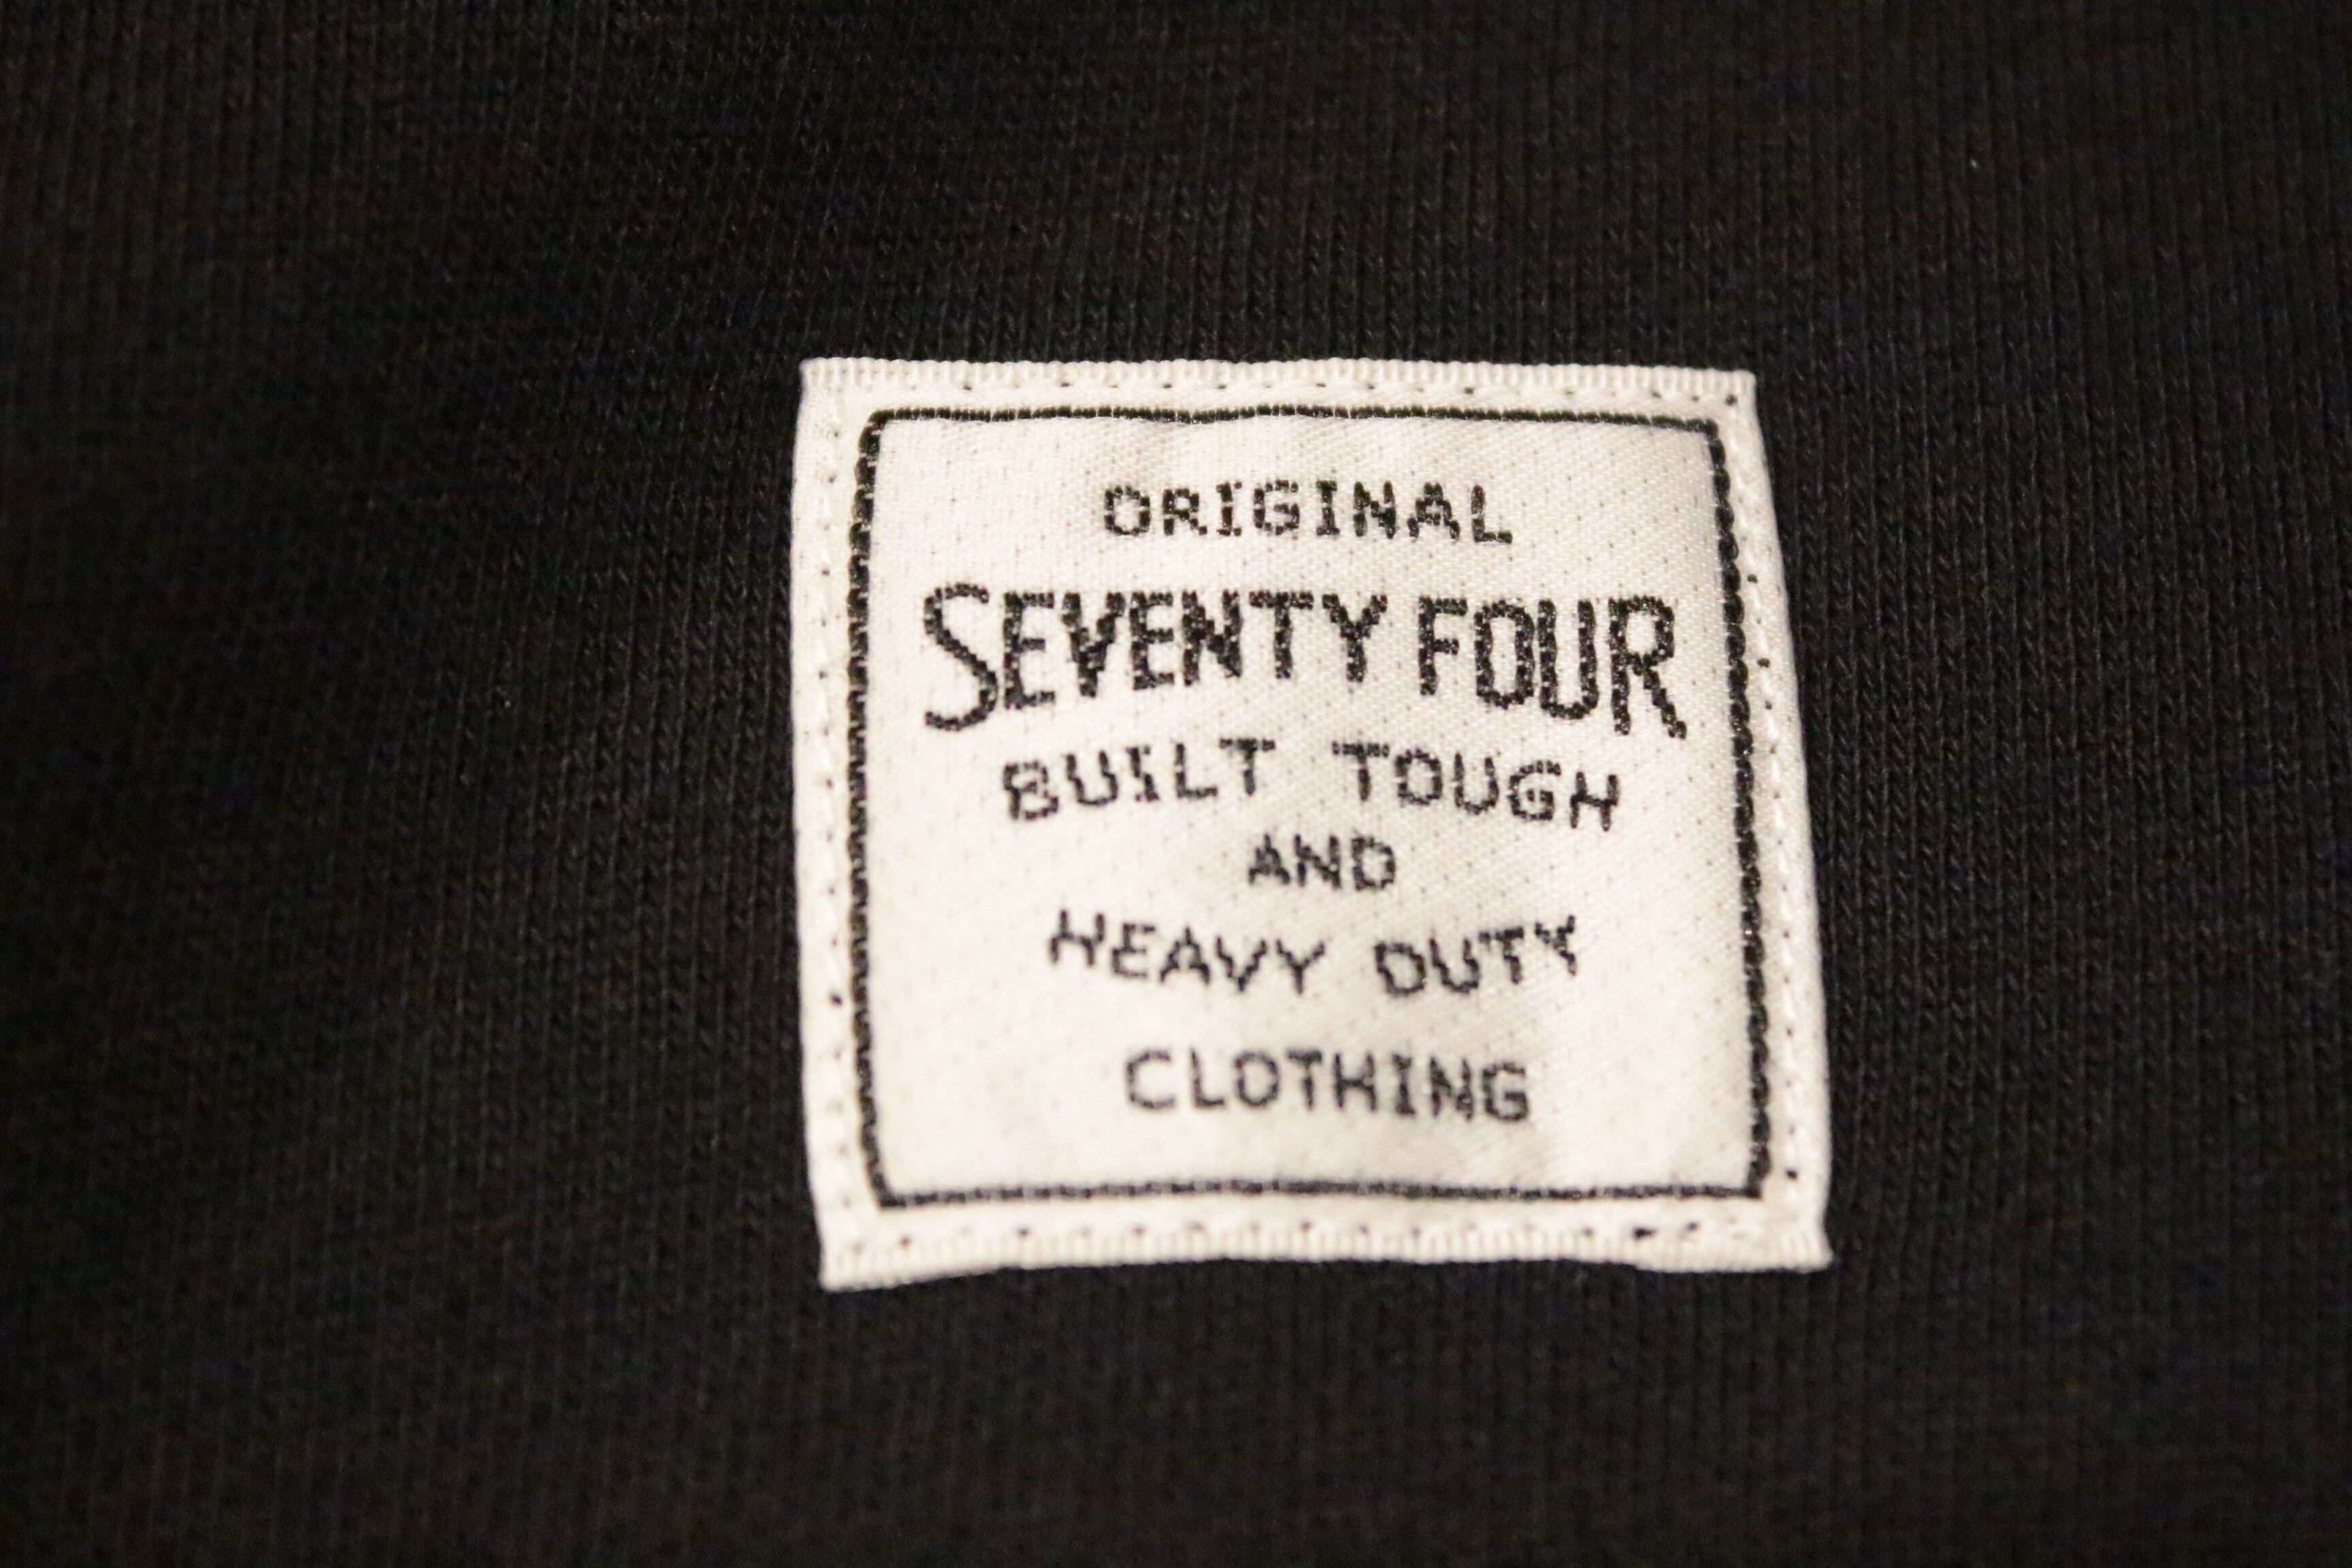 ORIGINAL
SEVENTY FOUR
BUILT TOUGH
AND
HEAVY DUTY
CLOTHING